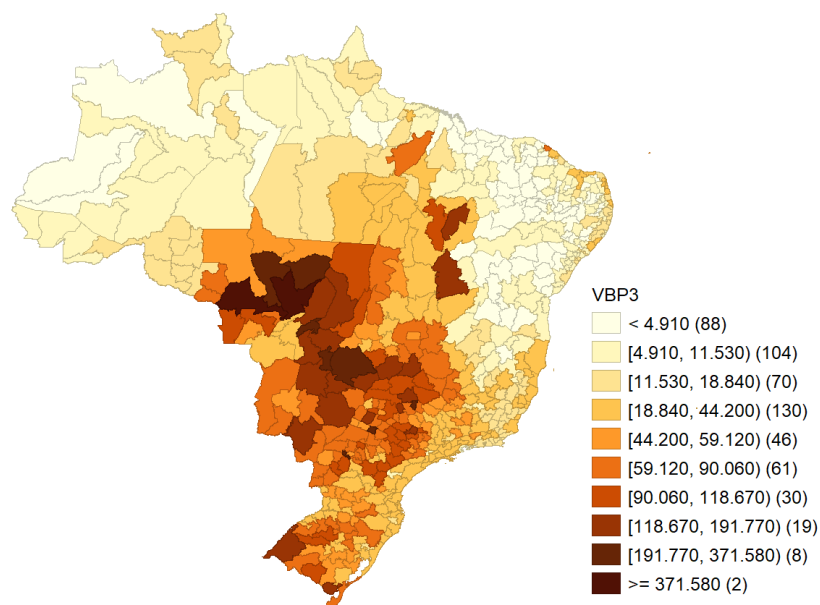 VBP3
< 4.910 (88)
[4.910, 11.530) (104)
[11.530, 18.840) (70)
[18.840, 44.200) (130)
[44.200, 59.120) (46)
[59.120, 90.060) (61)
[90.060, 118.670) (30)
[118.670, 191.770) (19)
[191.770, 371.580) (8)
>= 371.580 (2)